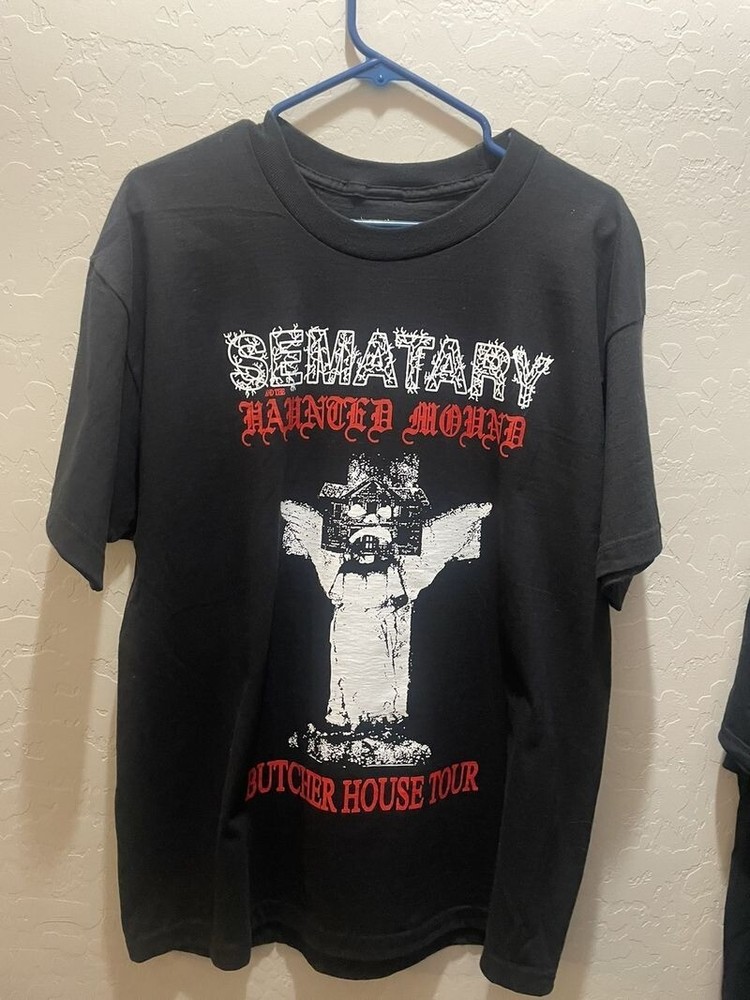 SEMATARY
AND THE
HAUNTED MOUND
BUTCHER HOUSE TOUR